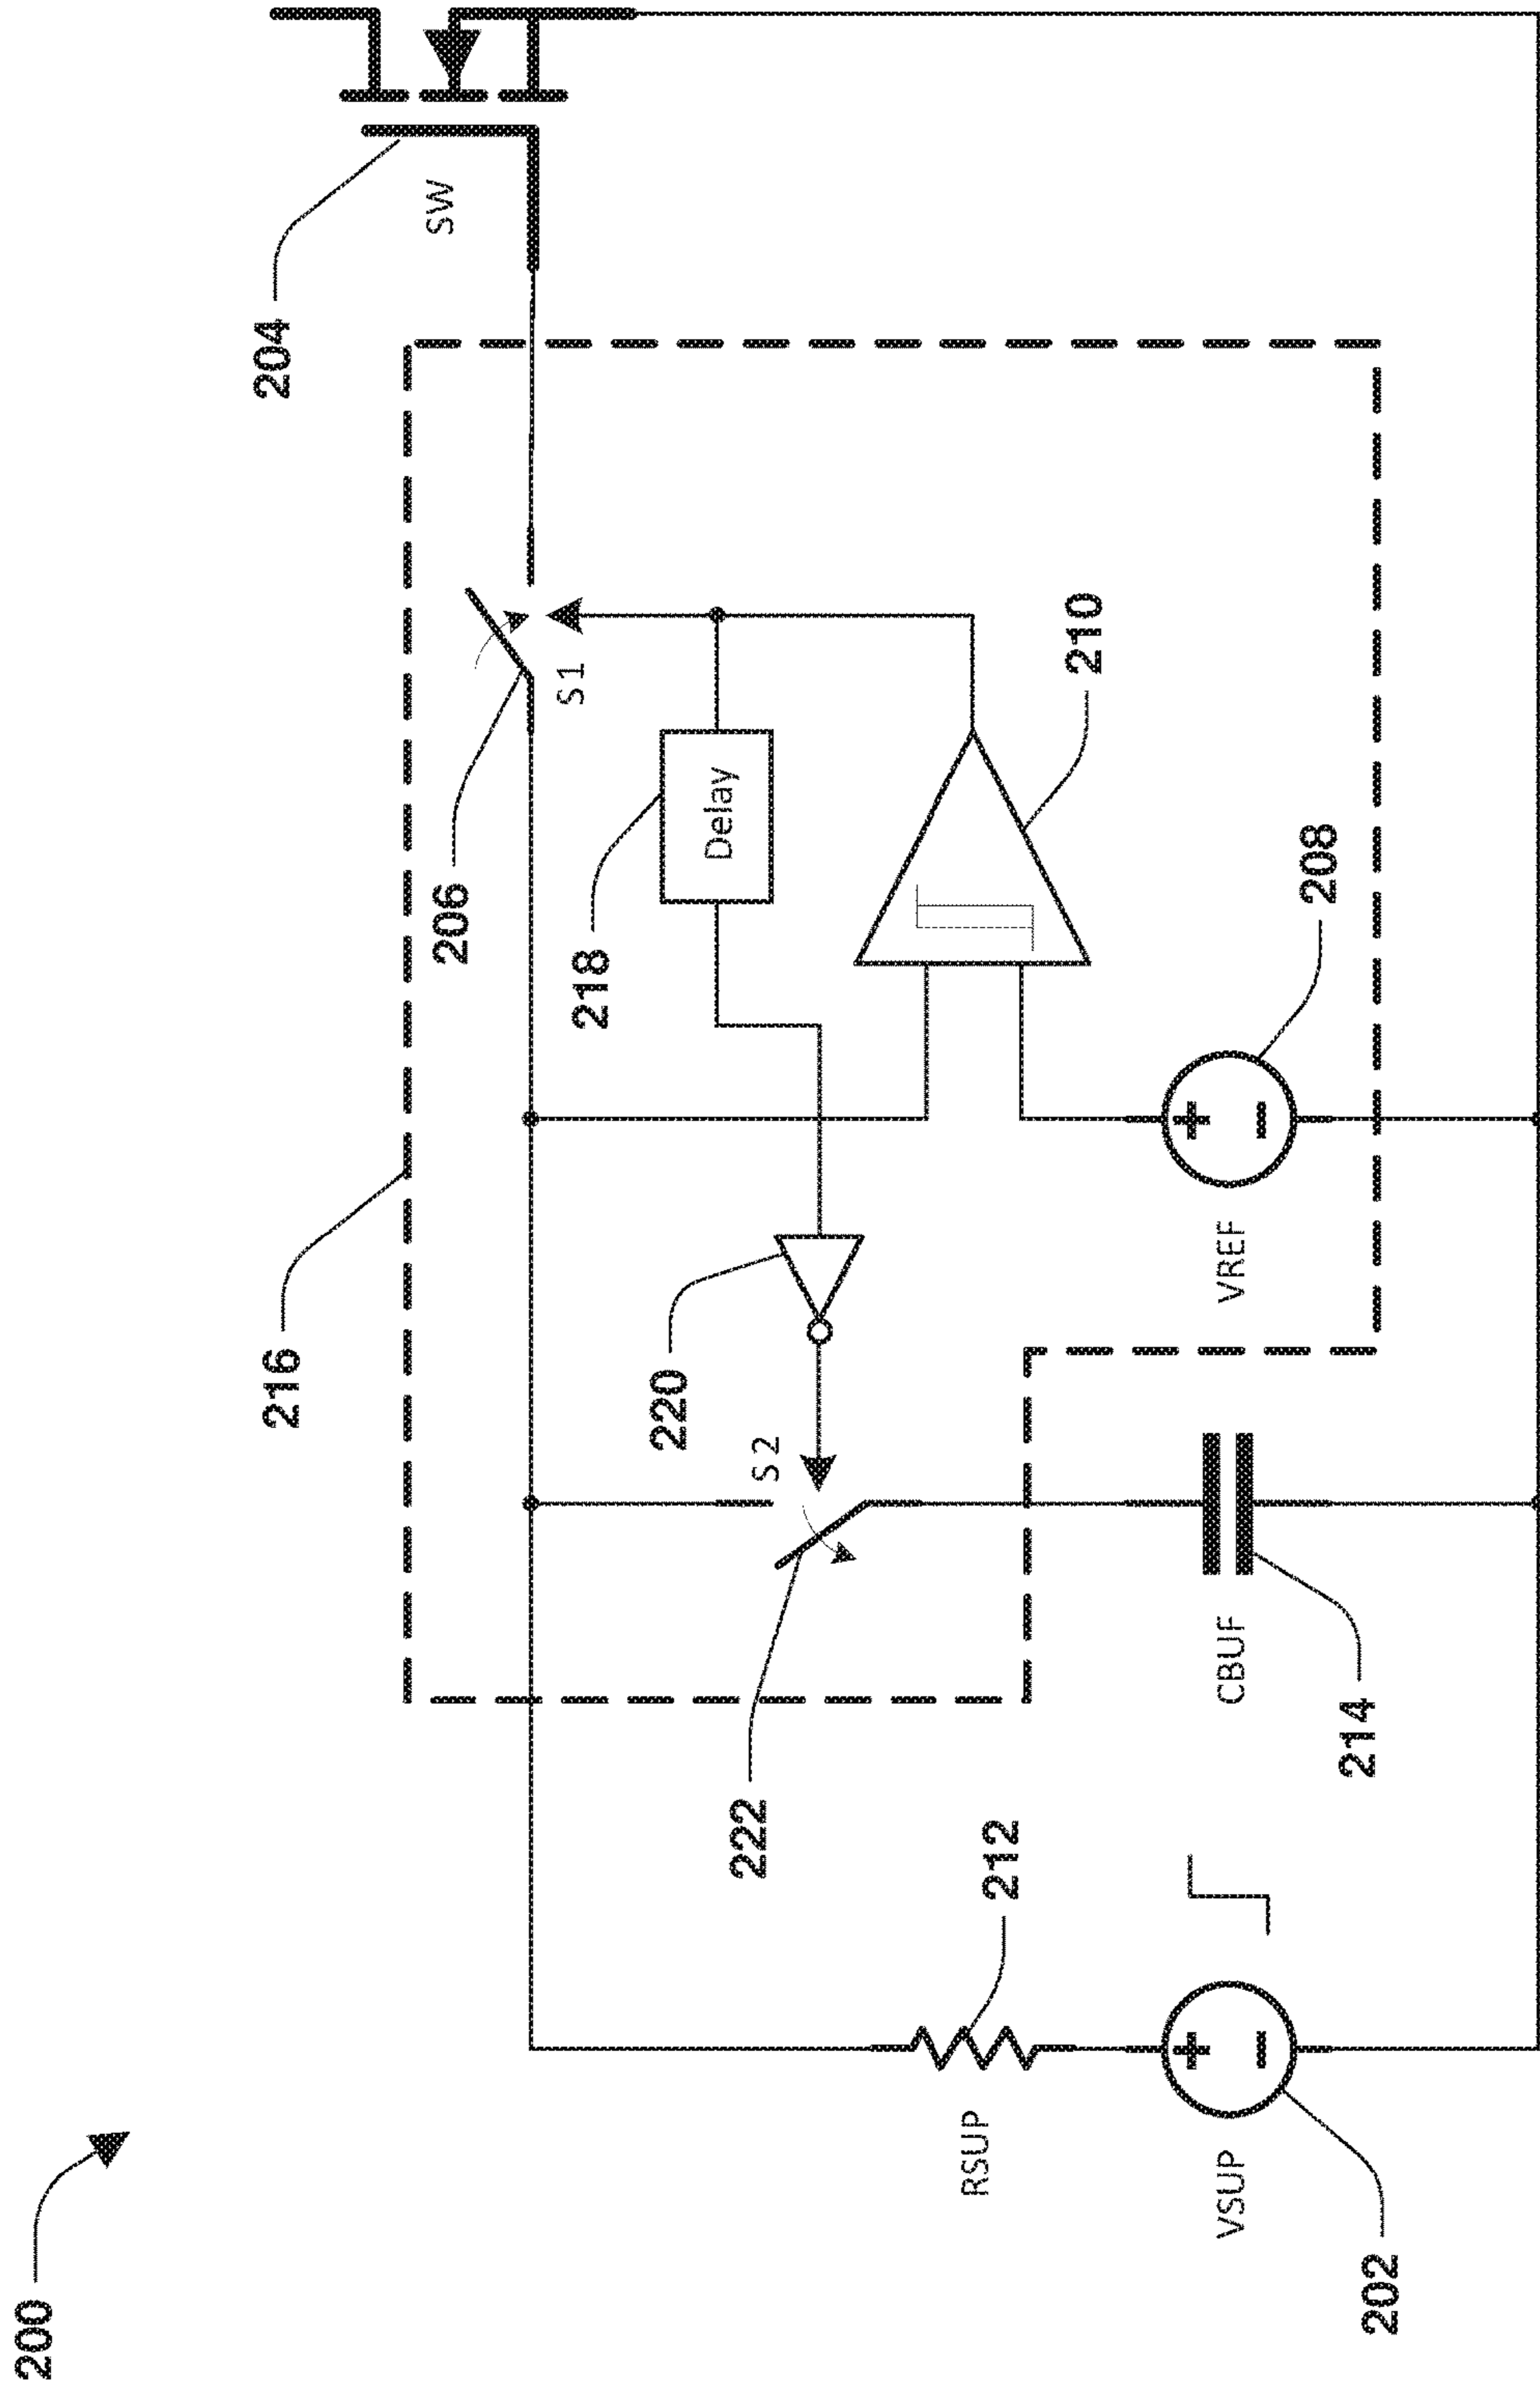 200
202
VSUP
RSUP
212
222
S2
220
CBUF
214
216
VREF
208
218
Delay
206
S1
210
204
SW
+
−
+
−